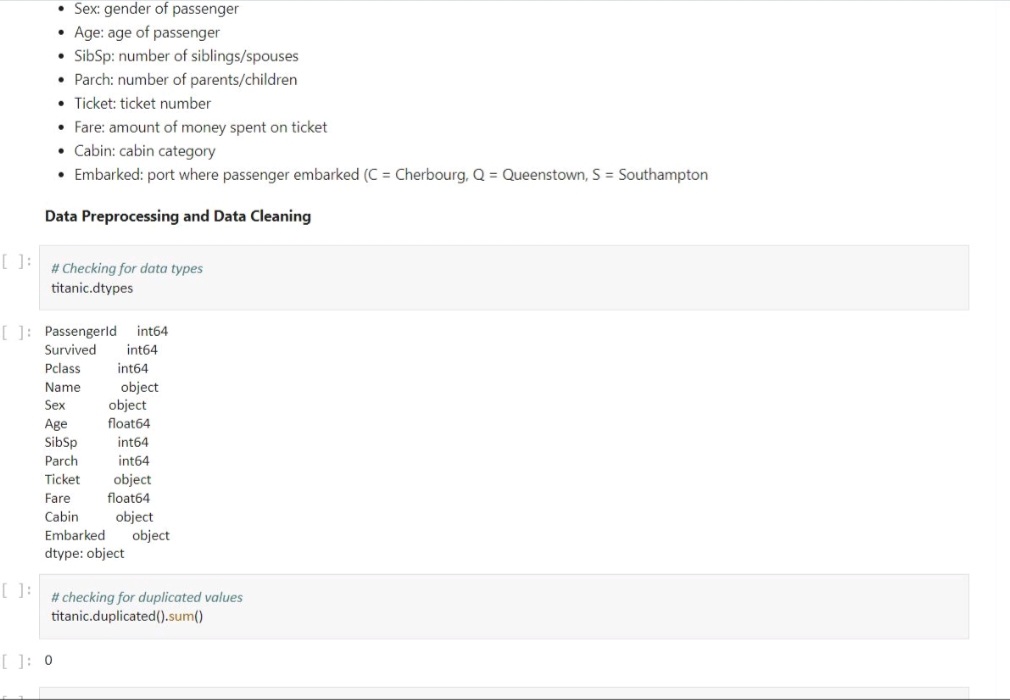 • Sex: gender of passenger
• Age: age of passenger
• SibSp: number of siblings/spouses
• Parch: number of parents/children
• Ticket: ticket number
• Fare: amount of money spent on ticket
• Cabin: cabin category
• Embarked: port where passenger embarked (C = Cherbourg, Q = Queenstown, S = Southampton
Data Preprocessing and Data Cleaning
[ ]: # Checking for data types
titanic.dtypes
[ ]: PassengerId int64
Survived int64
Pclass int64
Name object
Sex object
Age float64
SibSp int64
Parch int64
Ticket object
Fare float64
Cabin object
Embarked object
dtype: object
[ ]: # checking for duplicated values
titanic.duplicated().sum()
[ ]: 0